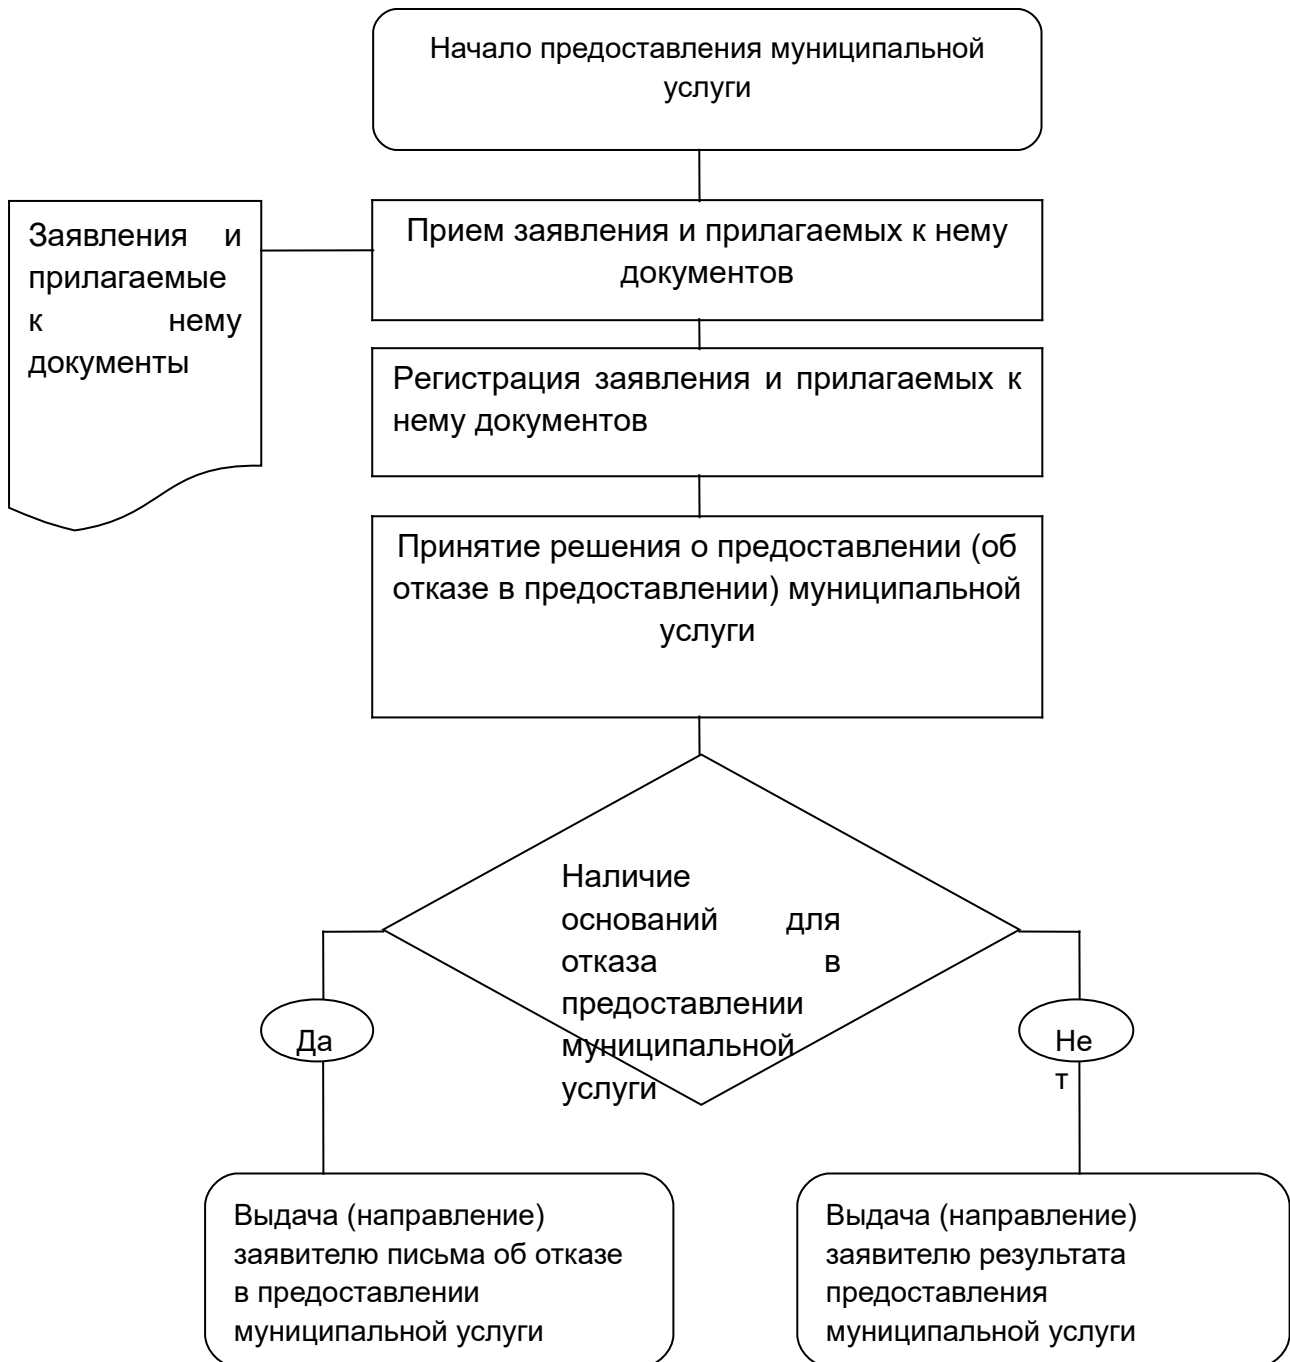 Начало предоставления муниципальной
услуги
Заявления и
прилагаемые
к нему
документы
Прием заявления и прилагаемых к нему
документов
Регистрация заявления и прилагаемых к
нему документов
Принятие решения о предоставлении (об
отказе в предоставлении) муниципальной
услуги
Наличие
оснований для
отказа в
предоставлении
муниципальной
услуги
Да
Не
т
Выдача (направление)
заявителю письма об отказе
в предоставлении
муниципальной услуги
Выдача (направление)
заявителю результата
предоставления
муниципальной услуги